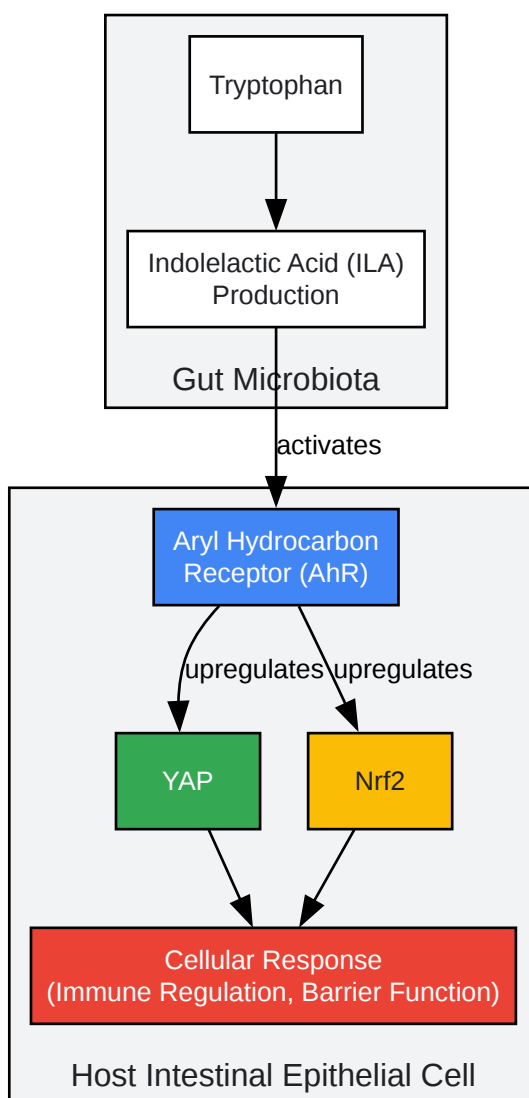 Tryptophan
Indolelactic Acid (ILA)
Production
Gut Microbiota
activates
Aryl Hydrocarbon
Receptor (AhR)
upregulates upregulates
YAP
Nrf2
Cellular Response
(Immune Regulation, Barrier Function)
Host Intestinal Epithelial Cell